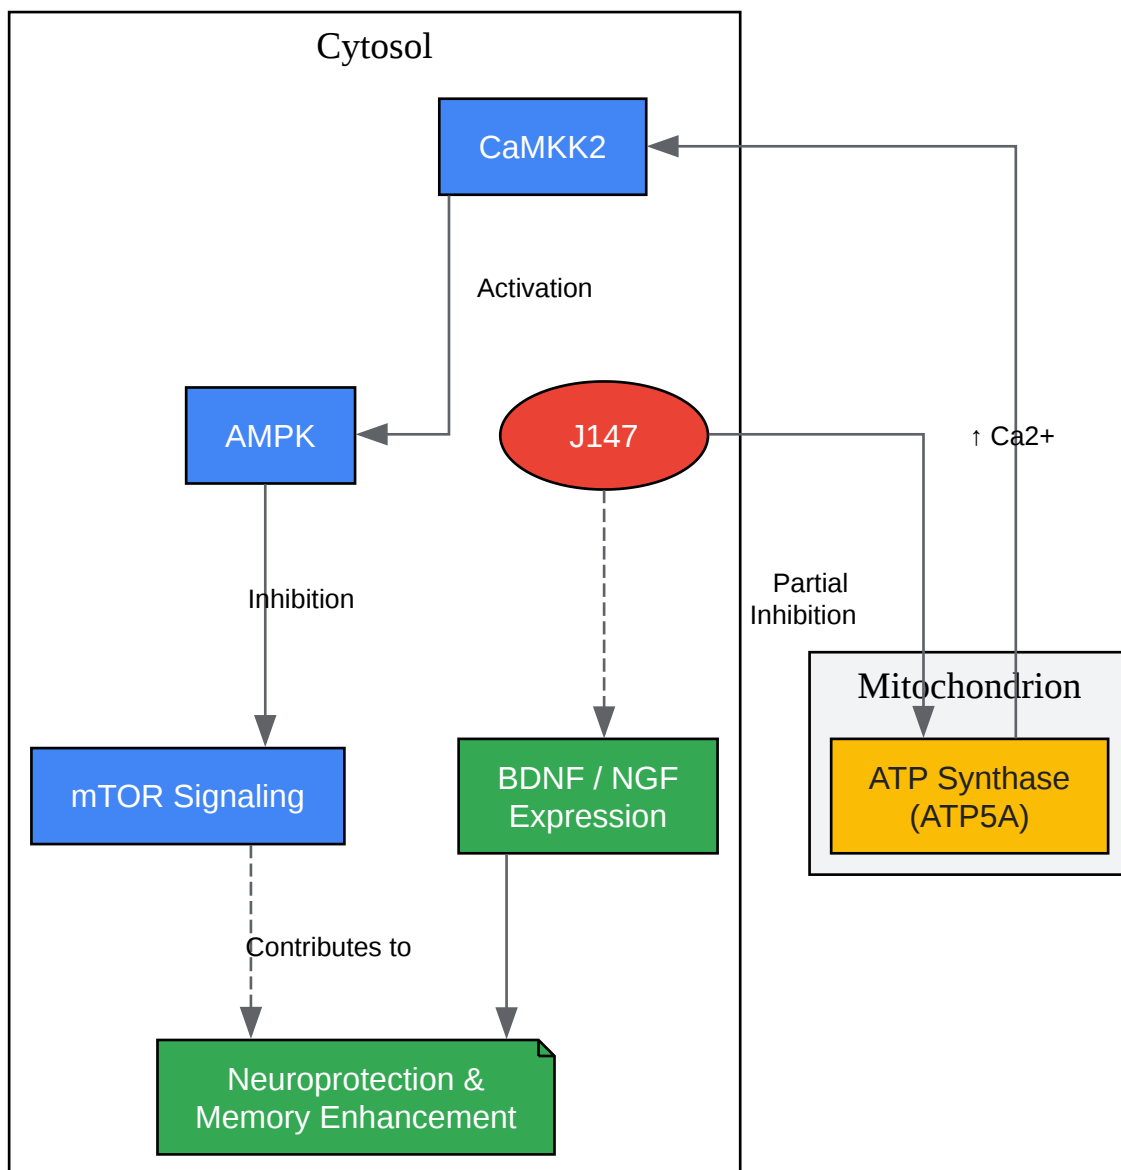 Cytosol
CaMKK2
Activation
AMPK
J147
↑ Ca2+
Inhibition
Partial
Inhibition
Mitochondrion
mTOR Signaling
BDNF / NGF
Expression
ATP Synthase
(ATP5A)
Contributes to
Neuroprotection &
Memory Enhancement